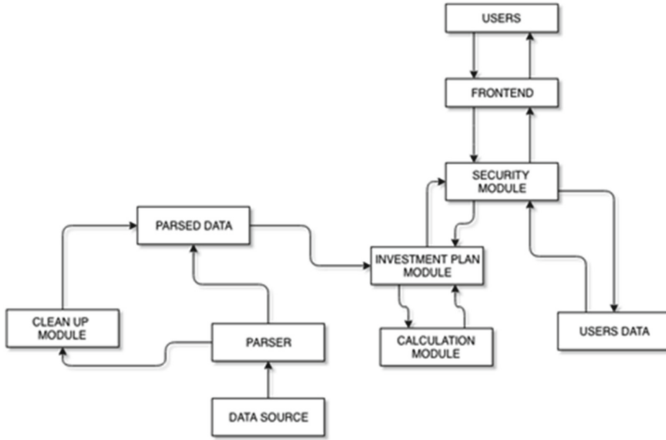 USERS
FRONTEND
SECURITY
MODULE
PARSED DATA
INVESTMENT PLAN
MODULE
CLEAN UP
MODULE
PARSER
CALCULATION
MODULE
USERS DATA
DATA SOURCE